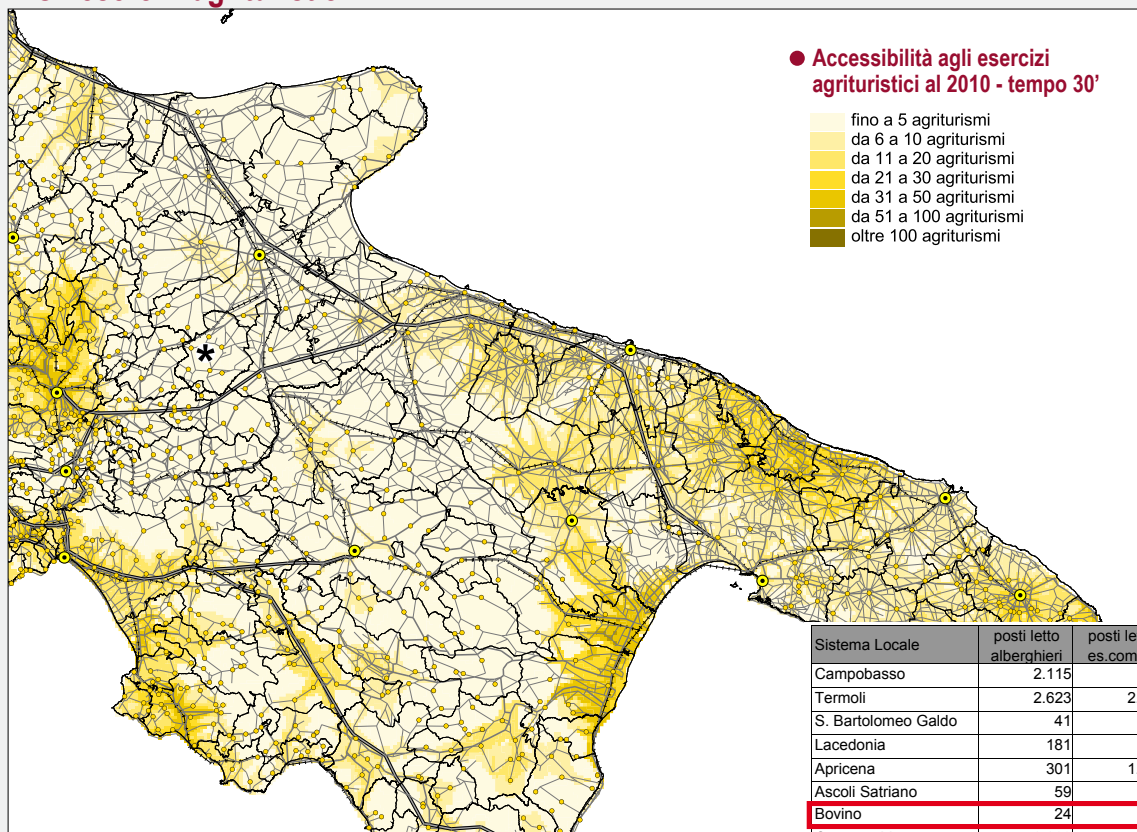 ● Accessibilità agli esercizi
agrituristici al 2010 - tempo 30'
fino a 5 agriturismi
da 6 a 10 agriturismi
da 11 a 20 agriturismi
da 21 a 30 agriturismi
da 31 a 50 agriturismi
da 51 a 100 agriturismi
oltre 100 agriturismi
*
Sistema Locale posti letto alberghieri
Campobasso 2.115
Termoli 2.623
S. Bartolomeo Galdo 41
Lacedonia 181
Apricena 301
Ascoli Satriano 59
Bovino 24